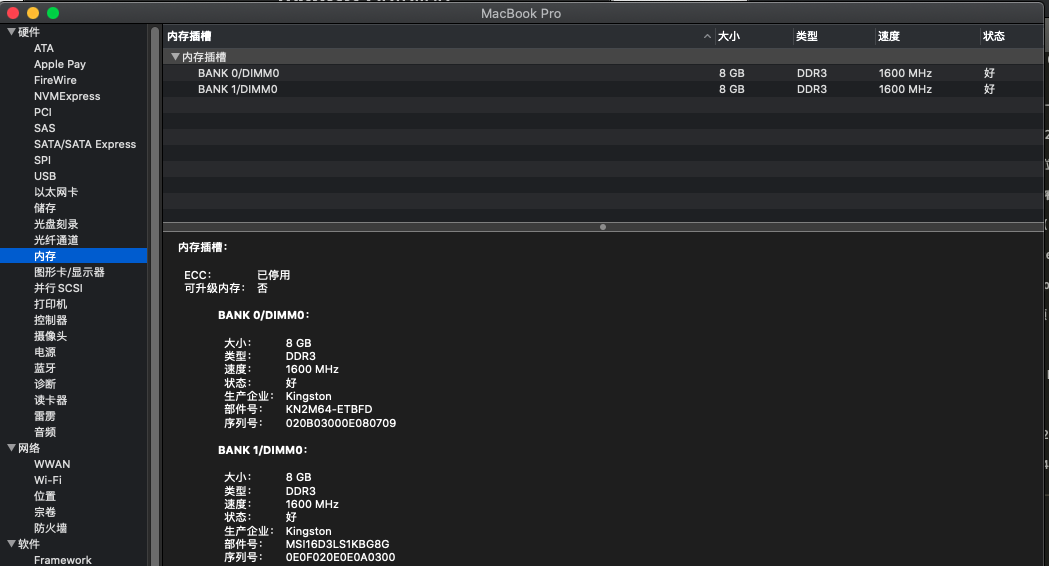 MacBook Pro
硬件
ATA
Apple Pay
FireWire
NVMExpress
PCI
SAS
SATA/SATA Express
SPI
USB
以太网卡
储存
光盘刻录
光纤通道
内存
图形卡/显示器
并行 SCSI
打印机
控制器
摄像头
电源
蓝牙
诊断
读卡器
雷雳
音频
网络
WWAN
Wi-Fi
位置
宗卷
防火墙
软件
Framework
内存插槽 大小 类型 速度 状态
内存插槽
BANK 0/DIMM0 8 GB DDR3 1600 MHz 好
BANK 1/DIMM0 8 GB DDR3 1600 MHz 好
内存插槽：
ECC： 已停用
可升级内存： 否
BANK 0/DIMM0：
大小： 8 GB
类型： DDR3
速度： 1600 MHz
状态： 好
生产企业： Kingston
部件号： KN2M64-ETBFD
序列号： 020B03000E080709
BANK 1/DIMM0：
大小： 8 GB
类型： DDR3
速度： 1600 MHz
状态： 好
生产企业： Kingston
部件号： MSI16D3LS1KBG8G
序列号： 0E0F020E0E0A0300